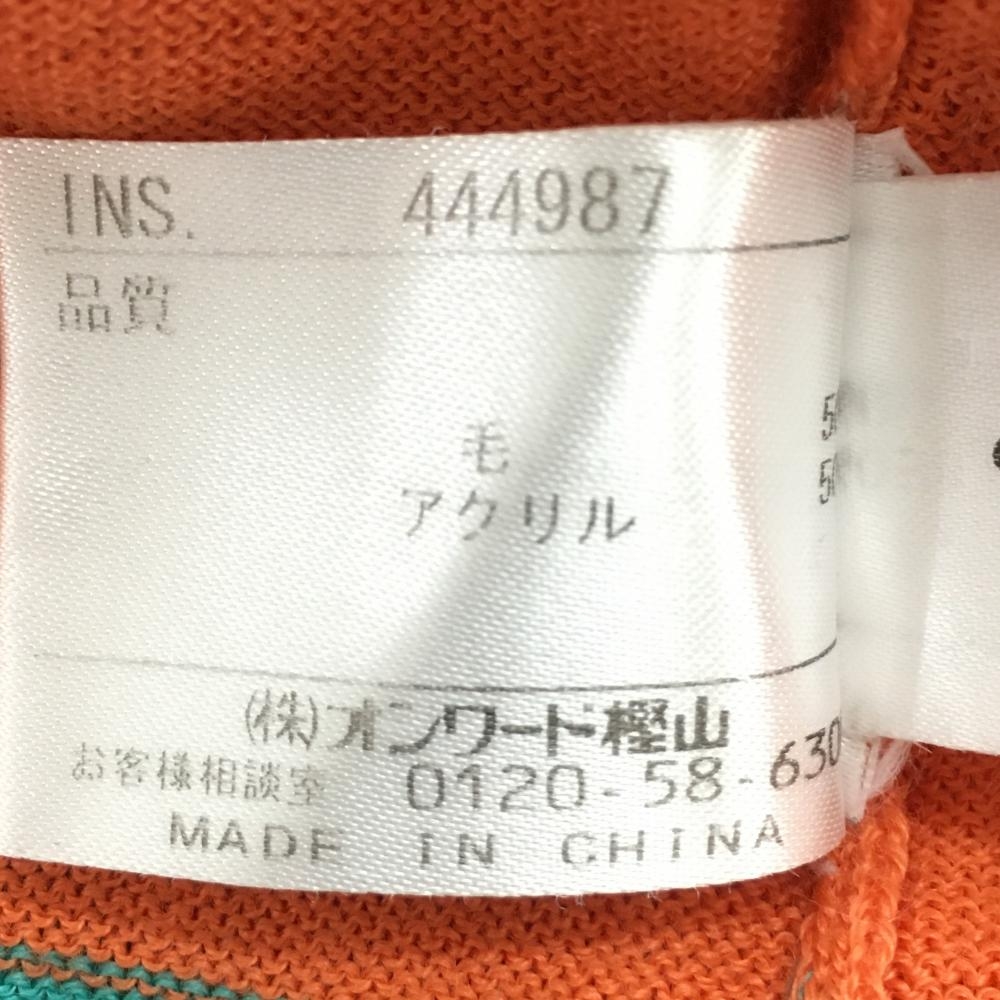 INS. 444987
品質
毛
アクリル
㈱オンワード樫山
お客様相談室 0120-58-630
MADE IN CHINA